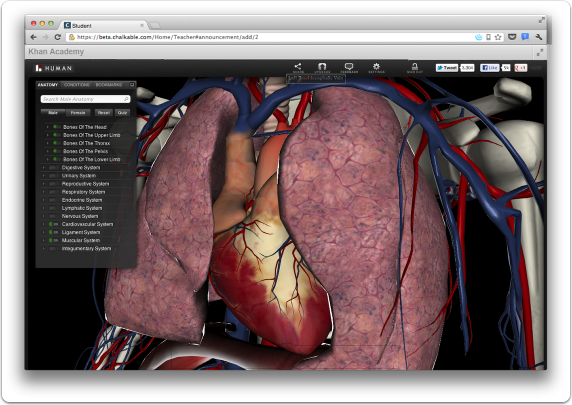 Student
https://beta.chalkable.com/Home/Teacher#announcement/add/2
Khan Academy
HUMAN
SHARE
UPGRADE
FEEDBACK
SETTINGS
SIGN OUT
Tweet
Like
5k
+1
ANATOMY CONDITIONS BOOKMARKS
Search Male Anatomy
Male Female Reset Quiz
Bones Of The Head
Bones Of The Upper Limb
Bones Of The Thorax
Bones Of The Pelvis
Bones Of The Lower Limb
Digestive System
Urinary System
Reproductive System
Respiratory System
Endocrine System
Lymphatic System
Nervous System
Cardiovascular System
Ligament System
Muscular System
Integumentary System